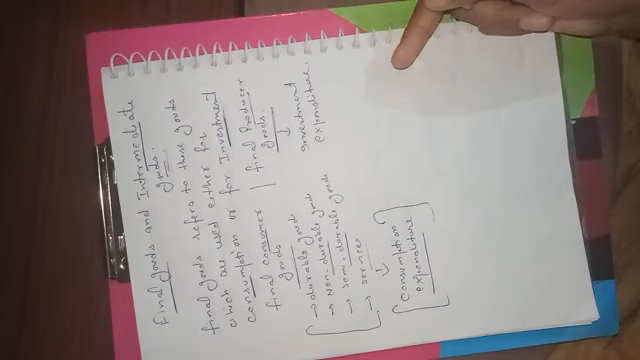 Final goods and Intermediate
goods.
Final goods refers to those goods
which are used either for
consumption or for Investment.
final consumer | final Producer
goods goods.
→ durable goods ↓
→ Non-durable goods Investment
→ Semi-durable goods expenditure.
→ services
↓
Consumption
expenditure